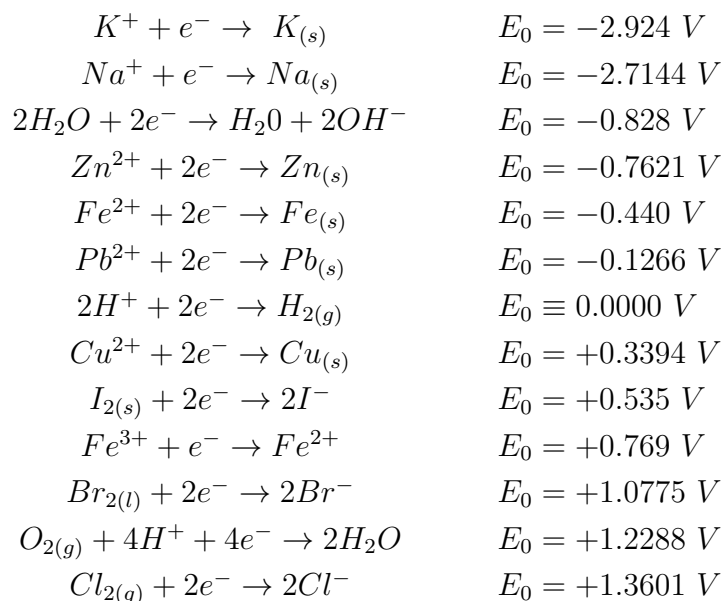 K⁺ + e⁻ → K₍ₛ₎ E₀ = −2.924 V
Na⁺ + e⁻ → Na₍ₛ₎ E₀ = −2.7144 V
2H₂O + 2e⁻ → H₂0 + 2OH⁻ E₀ = −0.828 V
Zn²⁺ + 2e⁻ → Zn₍ₛ₎ E₀ = −0.7621 V
Fe²⁺ + 2e⁻ → Fe₍ₛ₎ E₀ = −0.440 V
Pb²⁺ + 2e⁻ → Pb₍ₛ₎ E₀ = −0.1266 V
2H⁺ + 2e⁻ → H₂₍g₎ E₀ ≡ 0.0000 V
Cu²⁺ + 2e⁻ → Cu₍ₛ₎ E₀ = +0.3394 V
I₂₍ₛ₎ + 2e⁻ → 2I⁻ E₀ = +0.535 V
Fe³⁺ + e⁻ → Fe²⁺ E₀ = +0.769 V
Br₂₍ₗ₎ + 2e⁻ → 2Br⁻ E₀ = +1.0775 V
O₂₍g₎ + 4H⁺ + 4e⁻ → 2H₂O E₀ = +1.2288 V
Cl₂₍g₎ + 2e⁻ → 2Cl⁻ E₀ = +1.3601 V